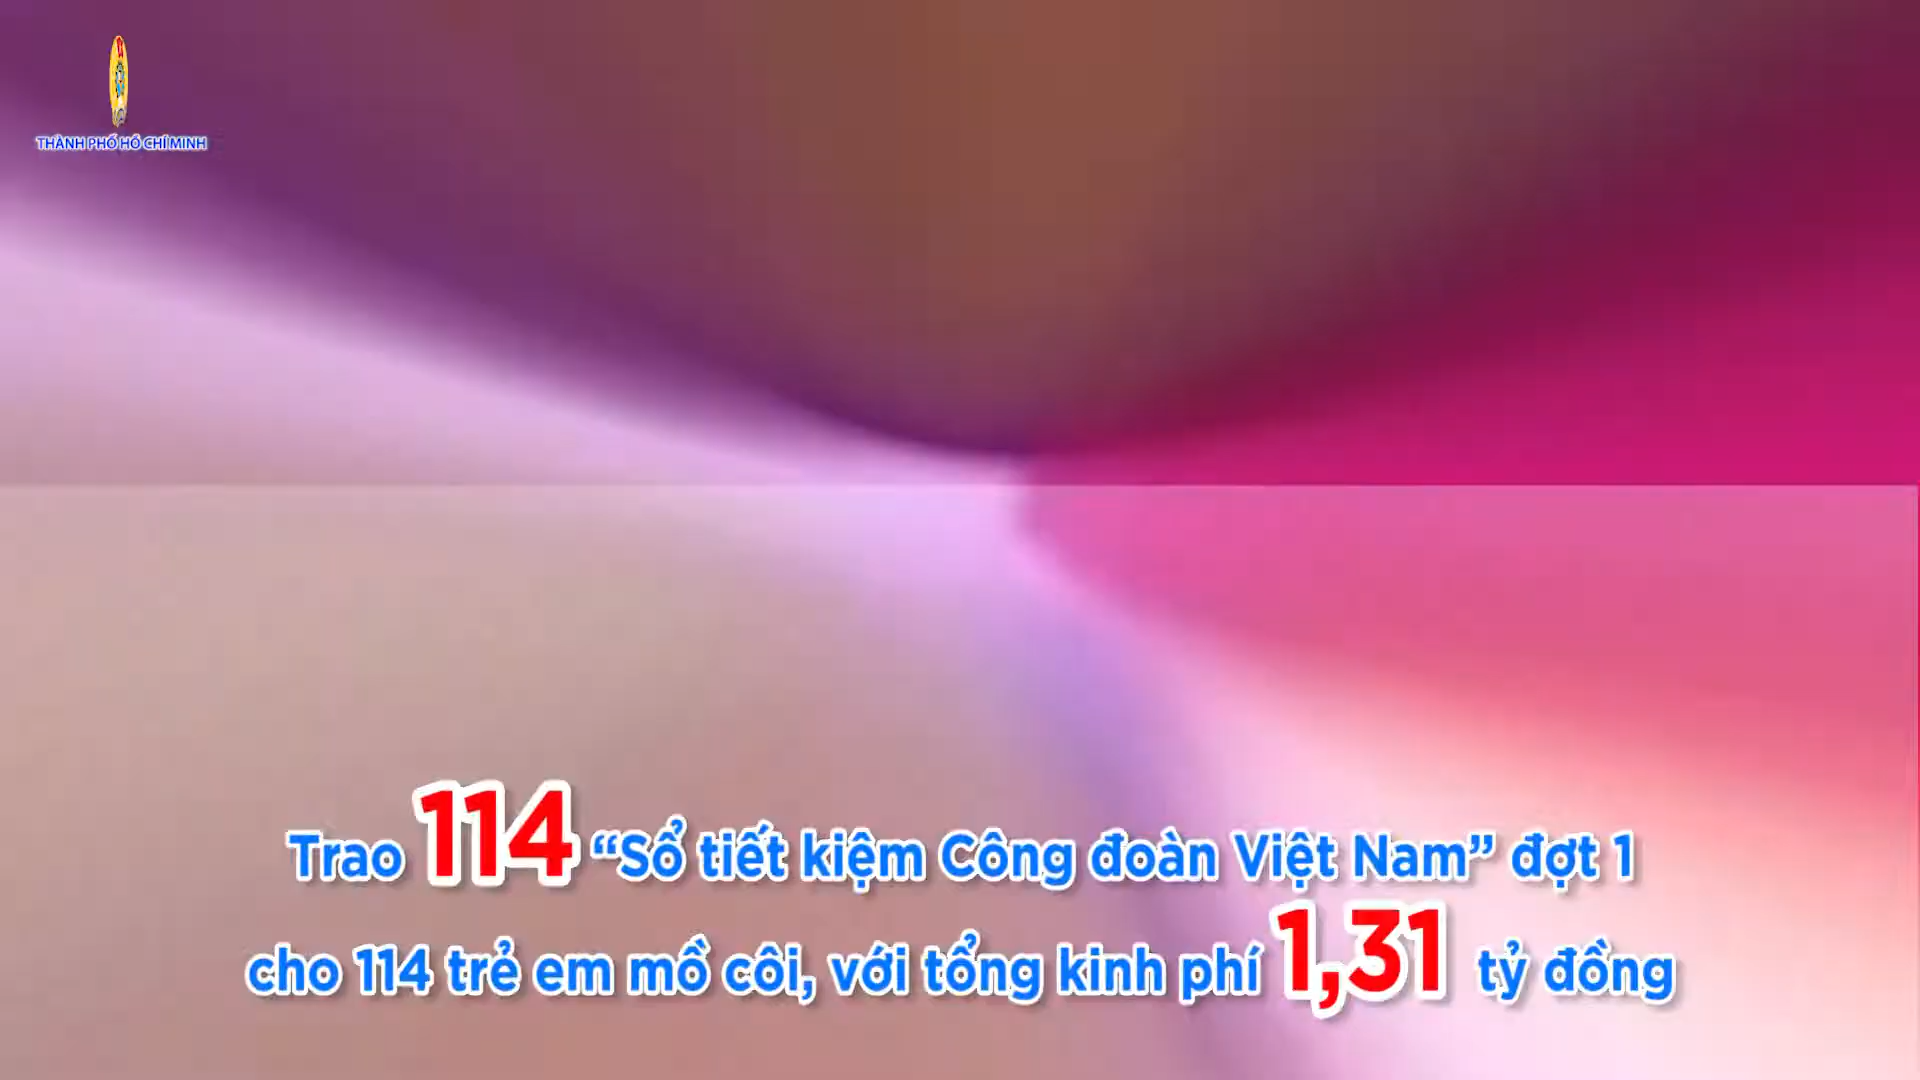 THÀNH PHỐ HỒ CHÍ MINH
Trao 114 “Sổ tiết kiệm Công đoàn Việt Nam” đợt 1
cho 114 trẻ em mồ côi, với tổng kinh phí 1,31 tỷ đồng